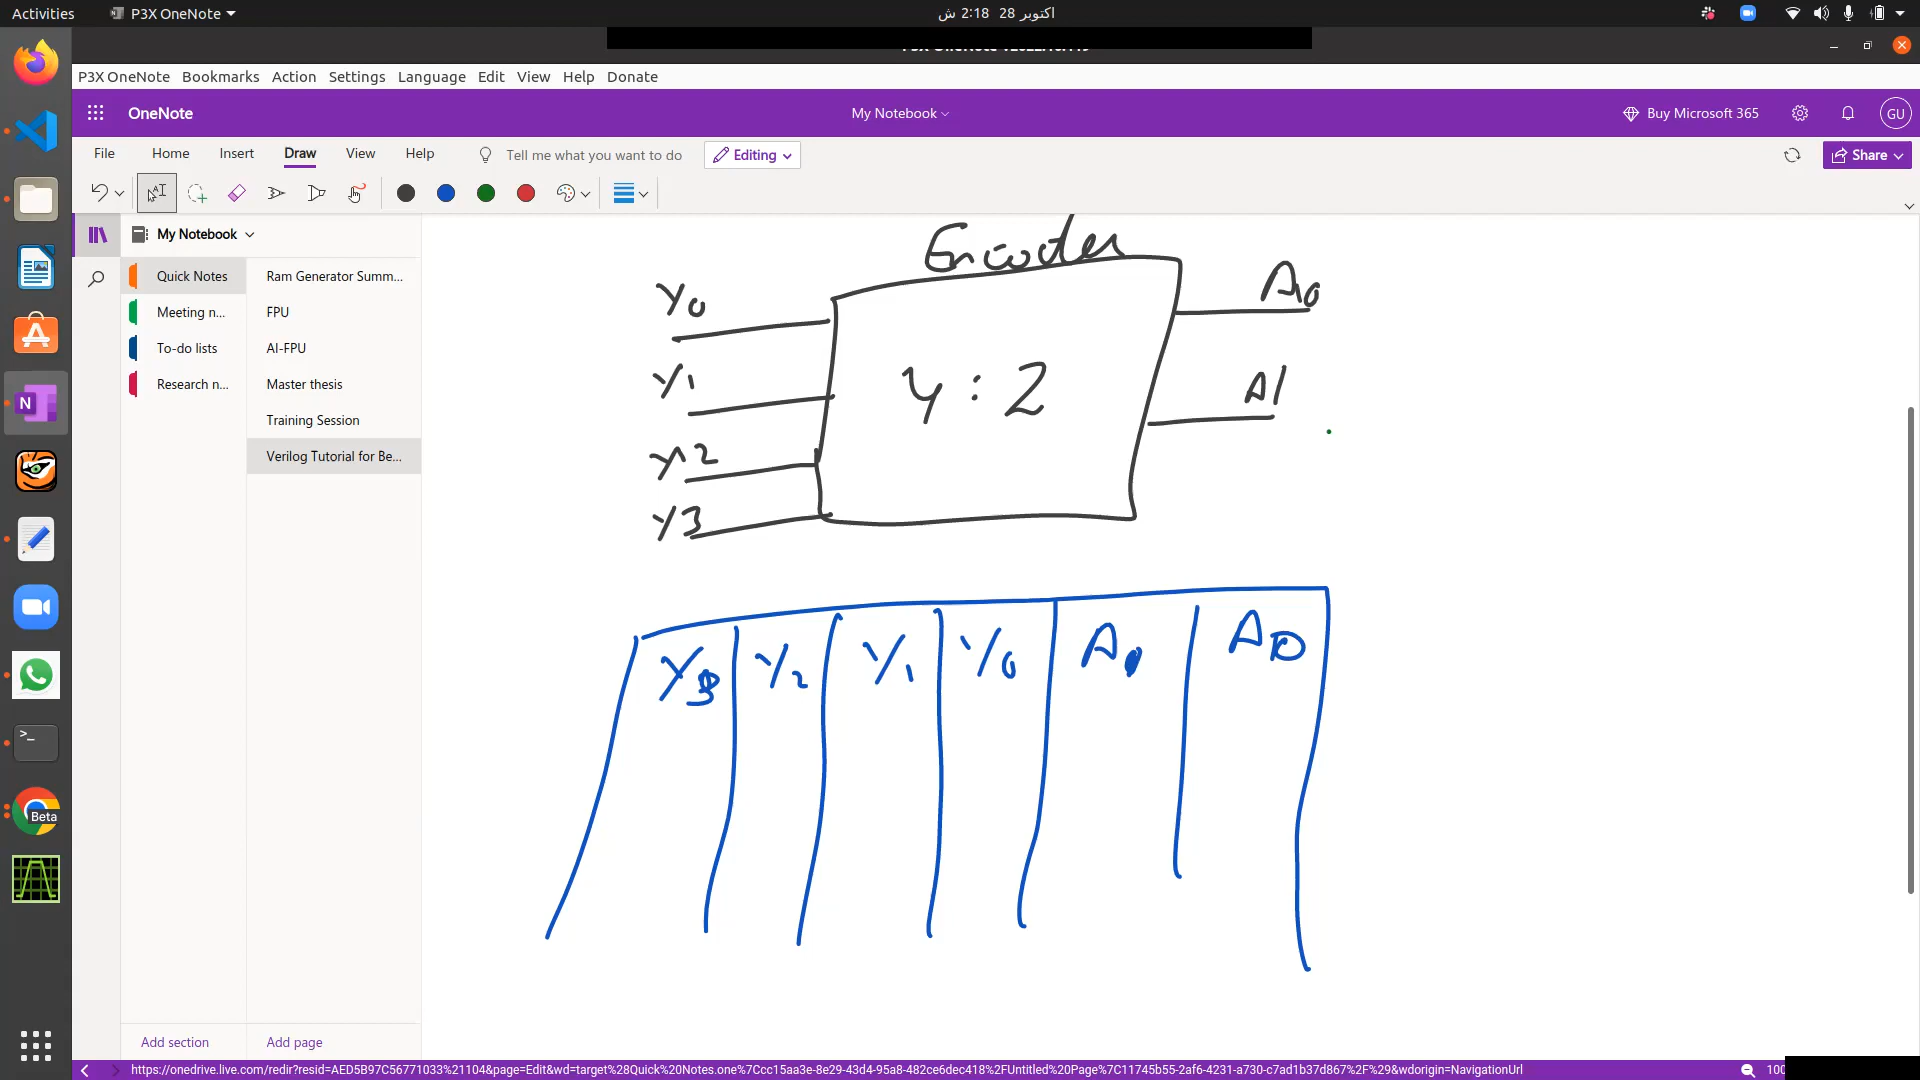 Activities P3X OneNote اکتوبر 28 2:18 ش
P3X OneNote Bookmarks Action Settings Language Edit View Help Donate
OneNote My Notebook Buy Microsoft 365 GU
File Home Insert Draw View Help Tell me what you want to do Editing Share
My Notebook
Quick Notes
Meeting n...
To-do lists
Research n...
Ram Generator Summ...
FPU
AI-FPU
Master thesis
Training Session
Verilog Tutorial for Be...
Encoder
Y0 A0
Y1 4 : 2 A1
Y2
Y3
Y3 Y2 Y1 Y0 A1 A0
Beta
Add section Add page
https://onedrive.live.com/redir?resid=AED5B97C56771033%21104&page=Edit&wd=target%28Quick%20Notes.one%7Ccc15aa3e-8e29-43d4-95a8-482ce6dec418%2FUntitled%20Page%7C11745b55-2af6-4231-a730-c7ad1b37d867%2F%29&wdorigin=NavigationUrl